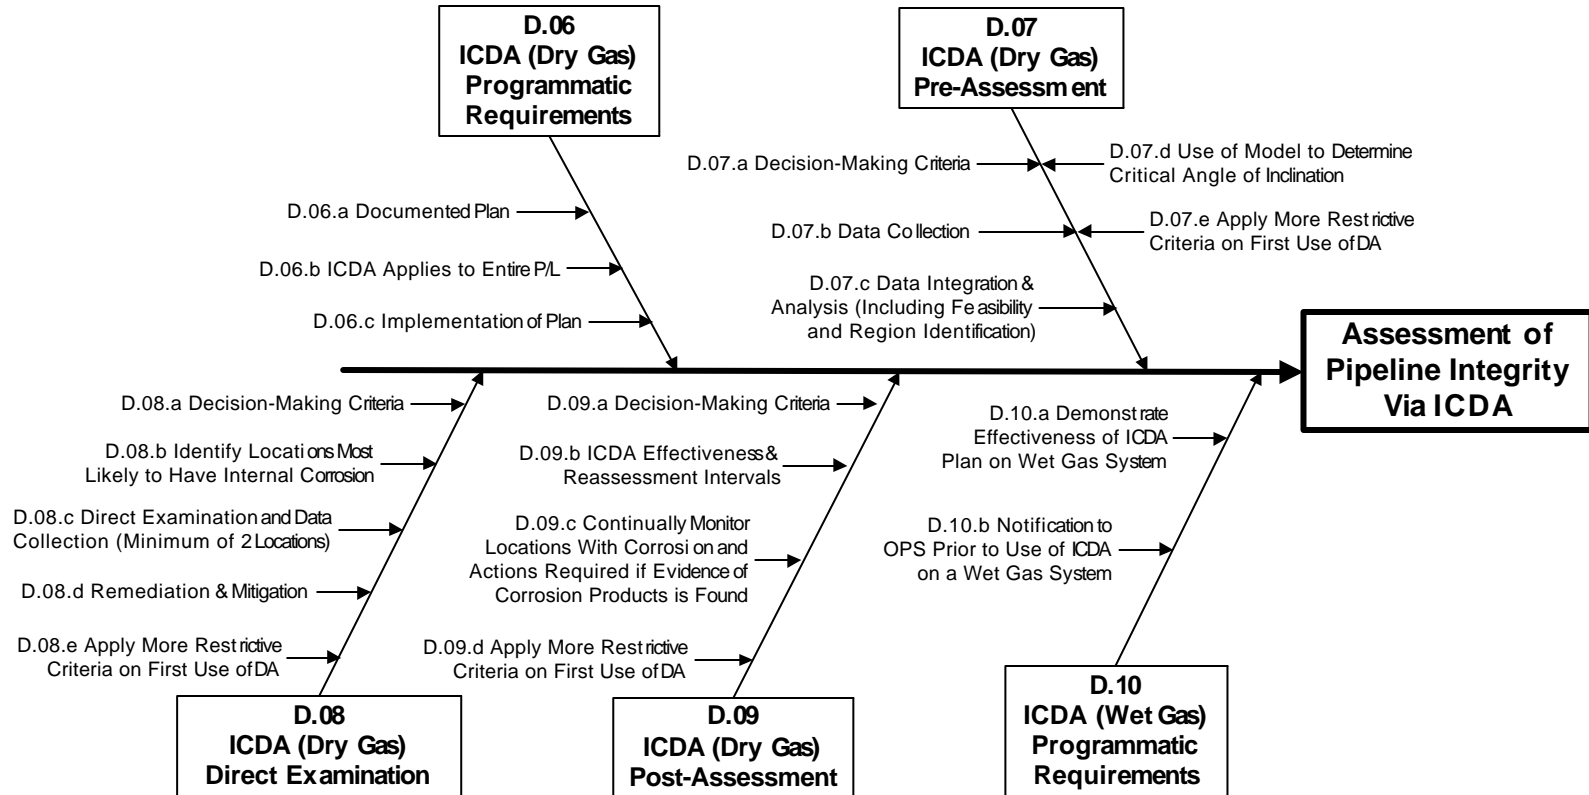 D.06
ICDA (Dry Gas)
Programmatic
Requirements
D.07
ICDA (Dry Gas)
Pre-Assessment
D.06.a Documented Plan
D.06.b ICDA Applies to Entire P/L
D.06.c Implementation of Plan
D.07.a Decision-Making Criteria
D.07.b Data Collection
D.07.c Data Integration &
Analysis (Including Feasibility
and Region Identification)
D.07.d Use of Model to Determine
Critical Angle of Inclination
D.07.e Apply More Restrictive
Criteria on First Use of DA
Assessment of
Pipeline Integrity
Via ICDA
D.08.a Decision-Making Criteria
D.08.b Identify Locations Most
Likely to Have Internal Corrosion
D.08.c Direct Examination and Data
Collection (Minimum of 2 Locations)
D.08.d Remediation & Mitigation
D.08.e Apply More Restrictive
Criteria on First Use of DA
D.09.a Decision-Making Criteria
D.09.b ICDA Effectiveness &
Reassessment Intervals
D.09.c Continually Monitor
Locations With Corrosion and
Actions Required if Evidence of
Corrosion Products is Found
D.09.d Apply More Restrictive
Criteria on First Use of DA
D.10.a Demonstrate
Effectiveness of ICDA
Plan on Wet Gas System
D.10.b Notification to
OPS Prior to Use of ICDA
on a Wet Gas System
D.08
ICDA (Dry Gas)
Direct Examination
D.09
ICDA (Dry Gas)
Post-Assessment
D.10
ICDA (Wet Gas)
Programmatic
Requirements